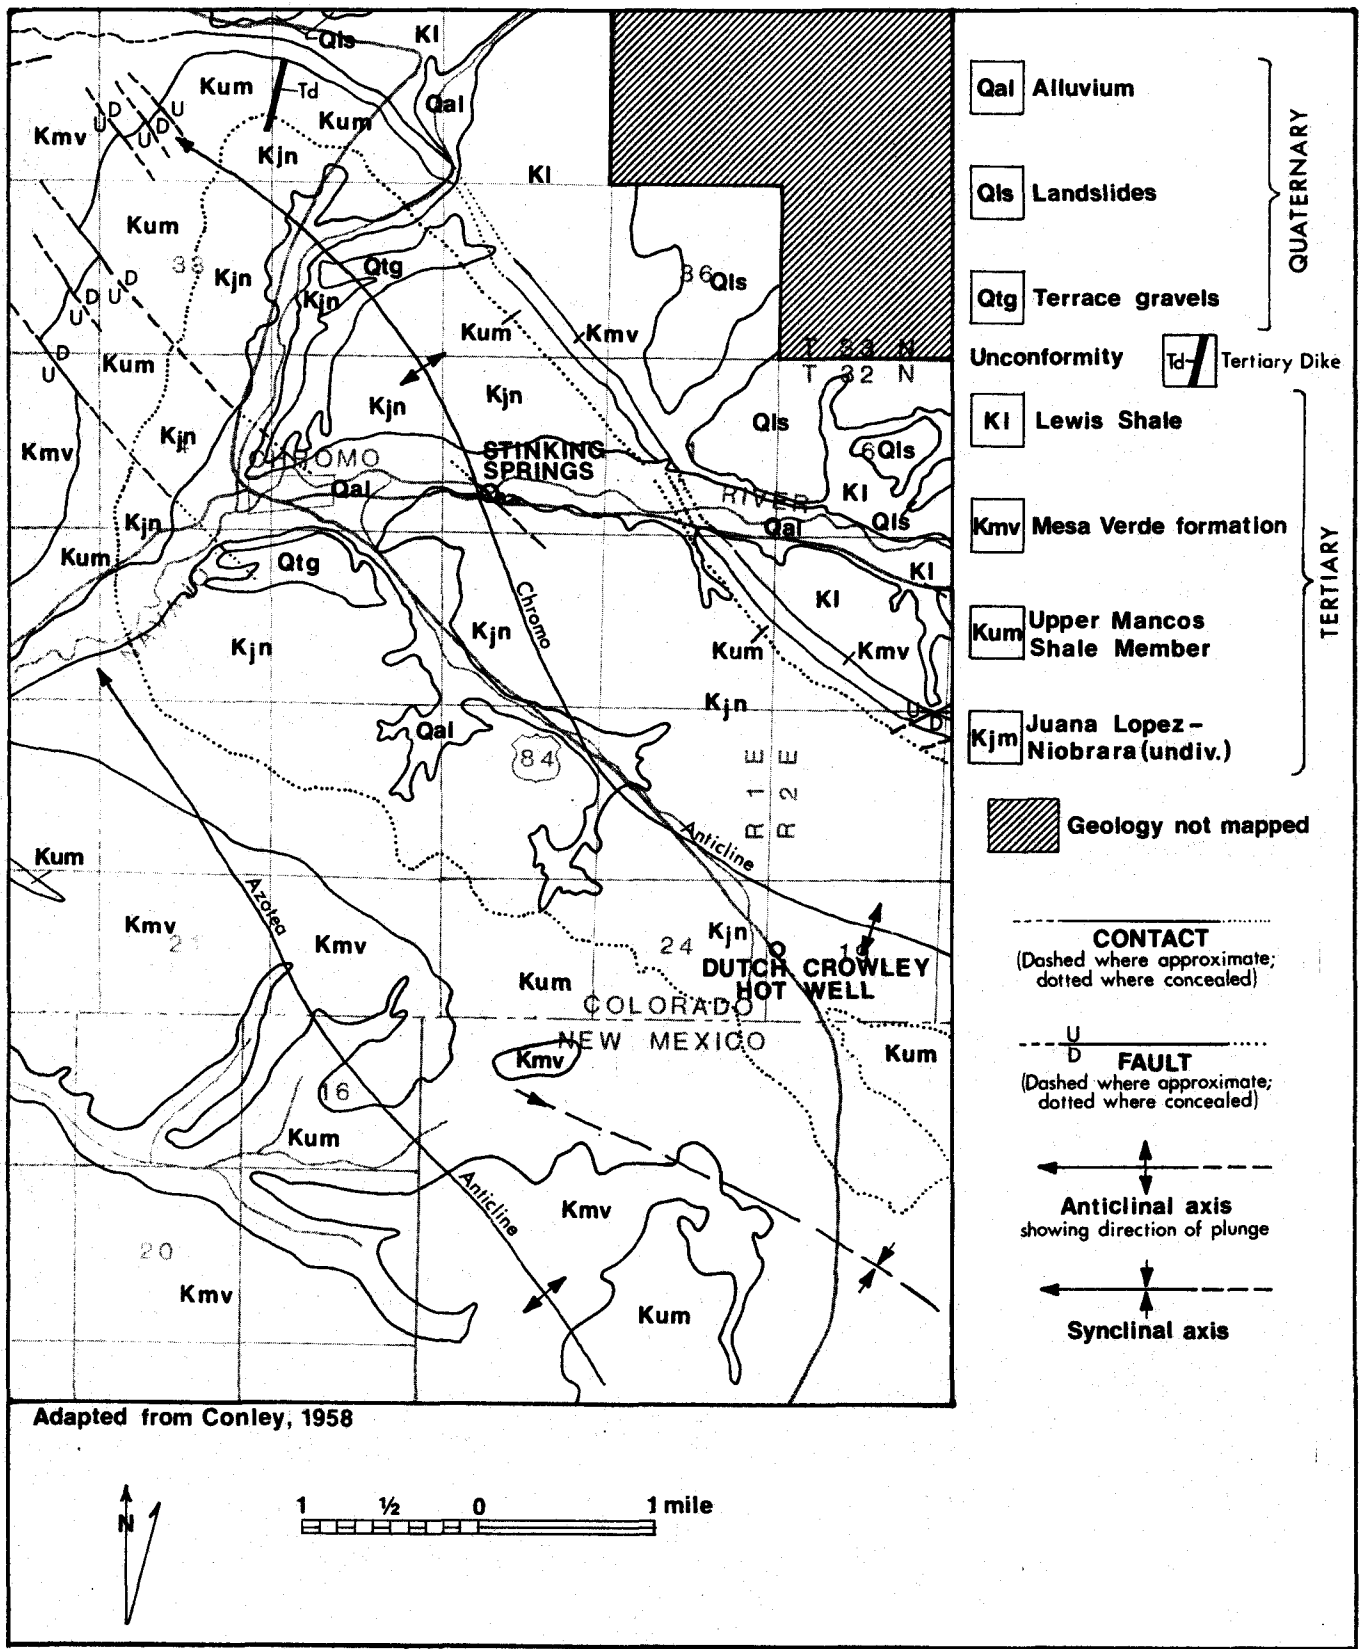 Qls
Kl
Kum
Td
Qal
Kum
Kmv
D
U
U
D
U
Kjn
Kl
Kum
33
Kjn
Qtg
Kjn
36
Qls
D
D
U
U
Kum
Kmv
T 33 N
T 32 N
D
U
Kum
Kjn
Kjn
Qls
Kmv
Kjn
CHROMO
STINKING
SPRINGS
1
6
Qls
Qal
RIVER
Kl
Kjn
Qal
Qls
Kum
Qtg
Kl
Chromo
Kl
Kjn
Kjn
Kum
Kmv
Kjn
U
D
Qal
84
R 1 E
R 2 E
Anticline
Kum
Azotea
Kmv
21
Kmv
Kjn
24
19
DUTCH CROWLEY
HOT WELL
Kum
COLORADO
NEW MEXICO
Kmv
Kum
16
Kum
Anticline
Kmv
20
Kmv
Kum
Qal Alluvium
Qls Landslides
Qtg Terrace gravels
QUATERNARY
Unconformity
Td Tertiary Dike
Kl Lewis Shale
Kmv Mesa Verde formation
Kum Upper Mancos
Shale Member
Kjm Juana Lopez-
Niobrara (undiv.)
TERTIARY
Geology not mapped
CONTACT
(Dashed where approximate;
dotted where concealed)
U
D
FAULT
(Dashed where approximate;
dotted where concealed)
Anticlinal axis
showing direction of plunge
Synclinal axis
Adapted from Conley, 1958
N
1 ½ 0 1 mile